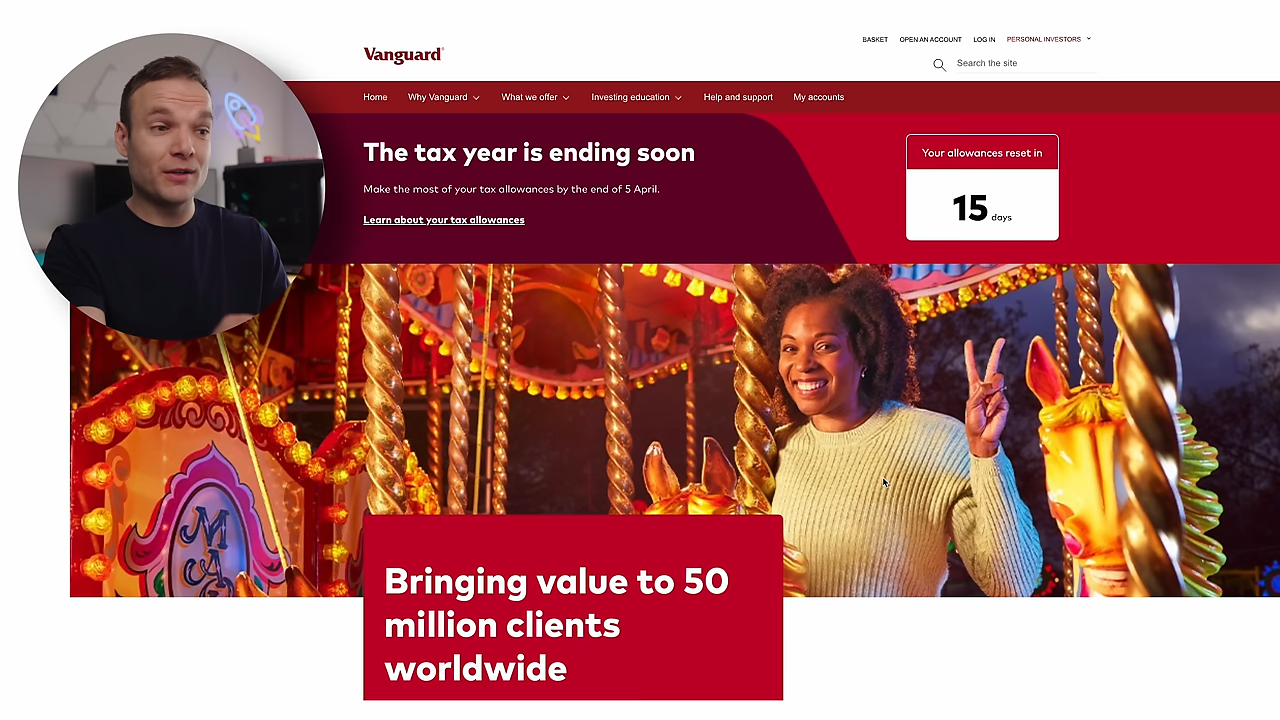 BASKET OPEN AN ACCOUNT LOG IN PERSONAL INVESTORS
Vanguard
Search the site
Home Why Vanguard What we offer Investing education Help and support My accounts
The tax year is ending soon
Make the most of your tax allowances by the end of 5 April.
Learn about your tax allowances
Your allowances reset in
15 days
MA
Bringing value to 50
million clients
worldwide